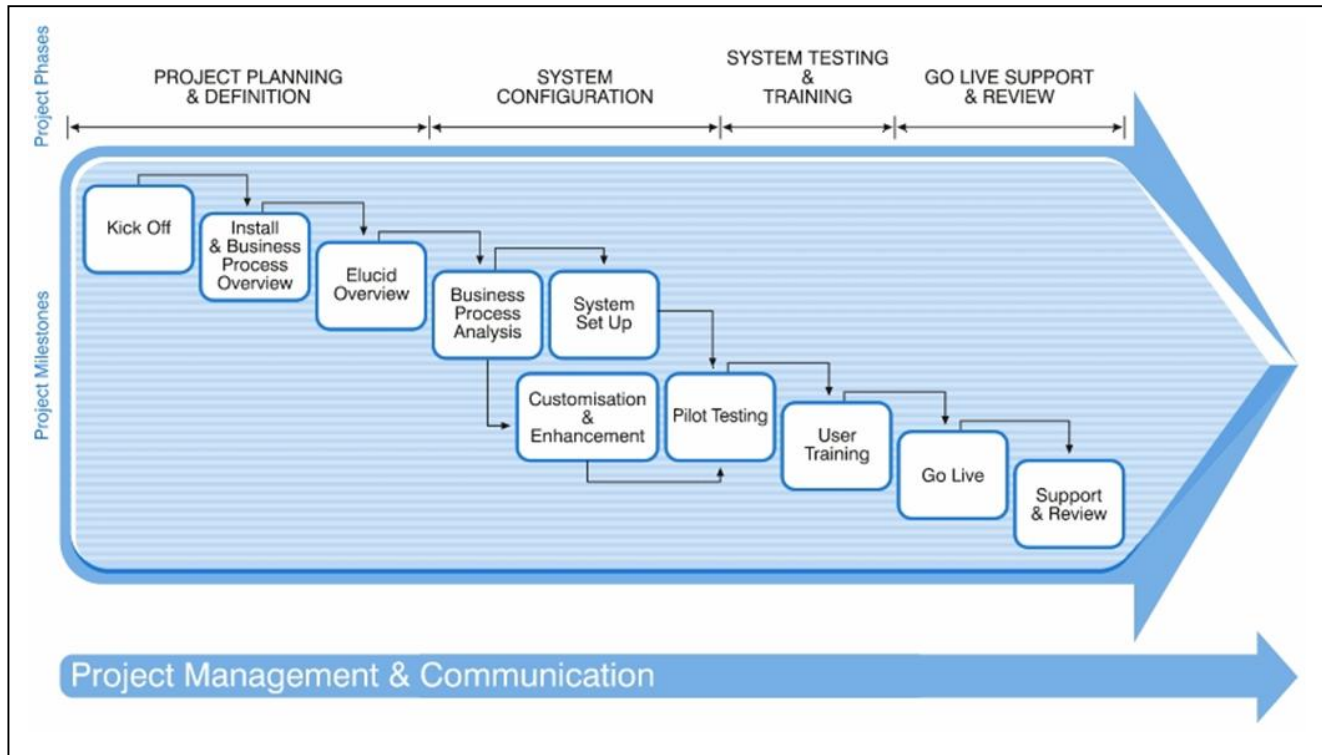 Project Phases
PROJECT PLANNING
& DEFINITION
SYSTEM
CONFIGURATION
SYSTEM TESTING
&
TRAINING
GO LIVE SUPPORT
& REVIEW
Project Milestones
Kick Off
Install
& Business
Process
Overview
Elucid
Overview
Business
Process
Analysis
System
Set Up
Customisation
&
Enhancement
Pilot Testing
User
Training
Go Live
Support
& Review
Project Management & Communication